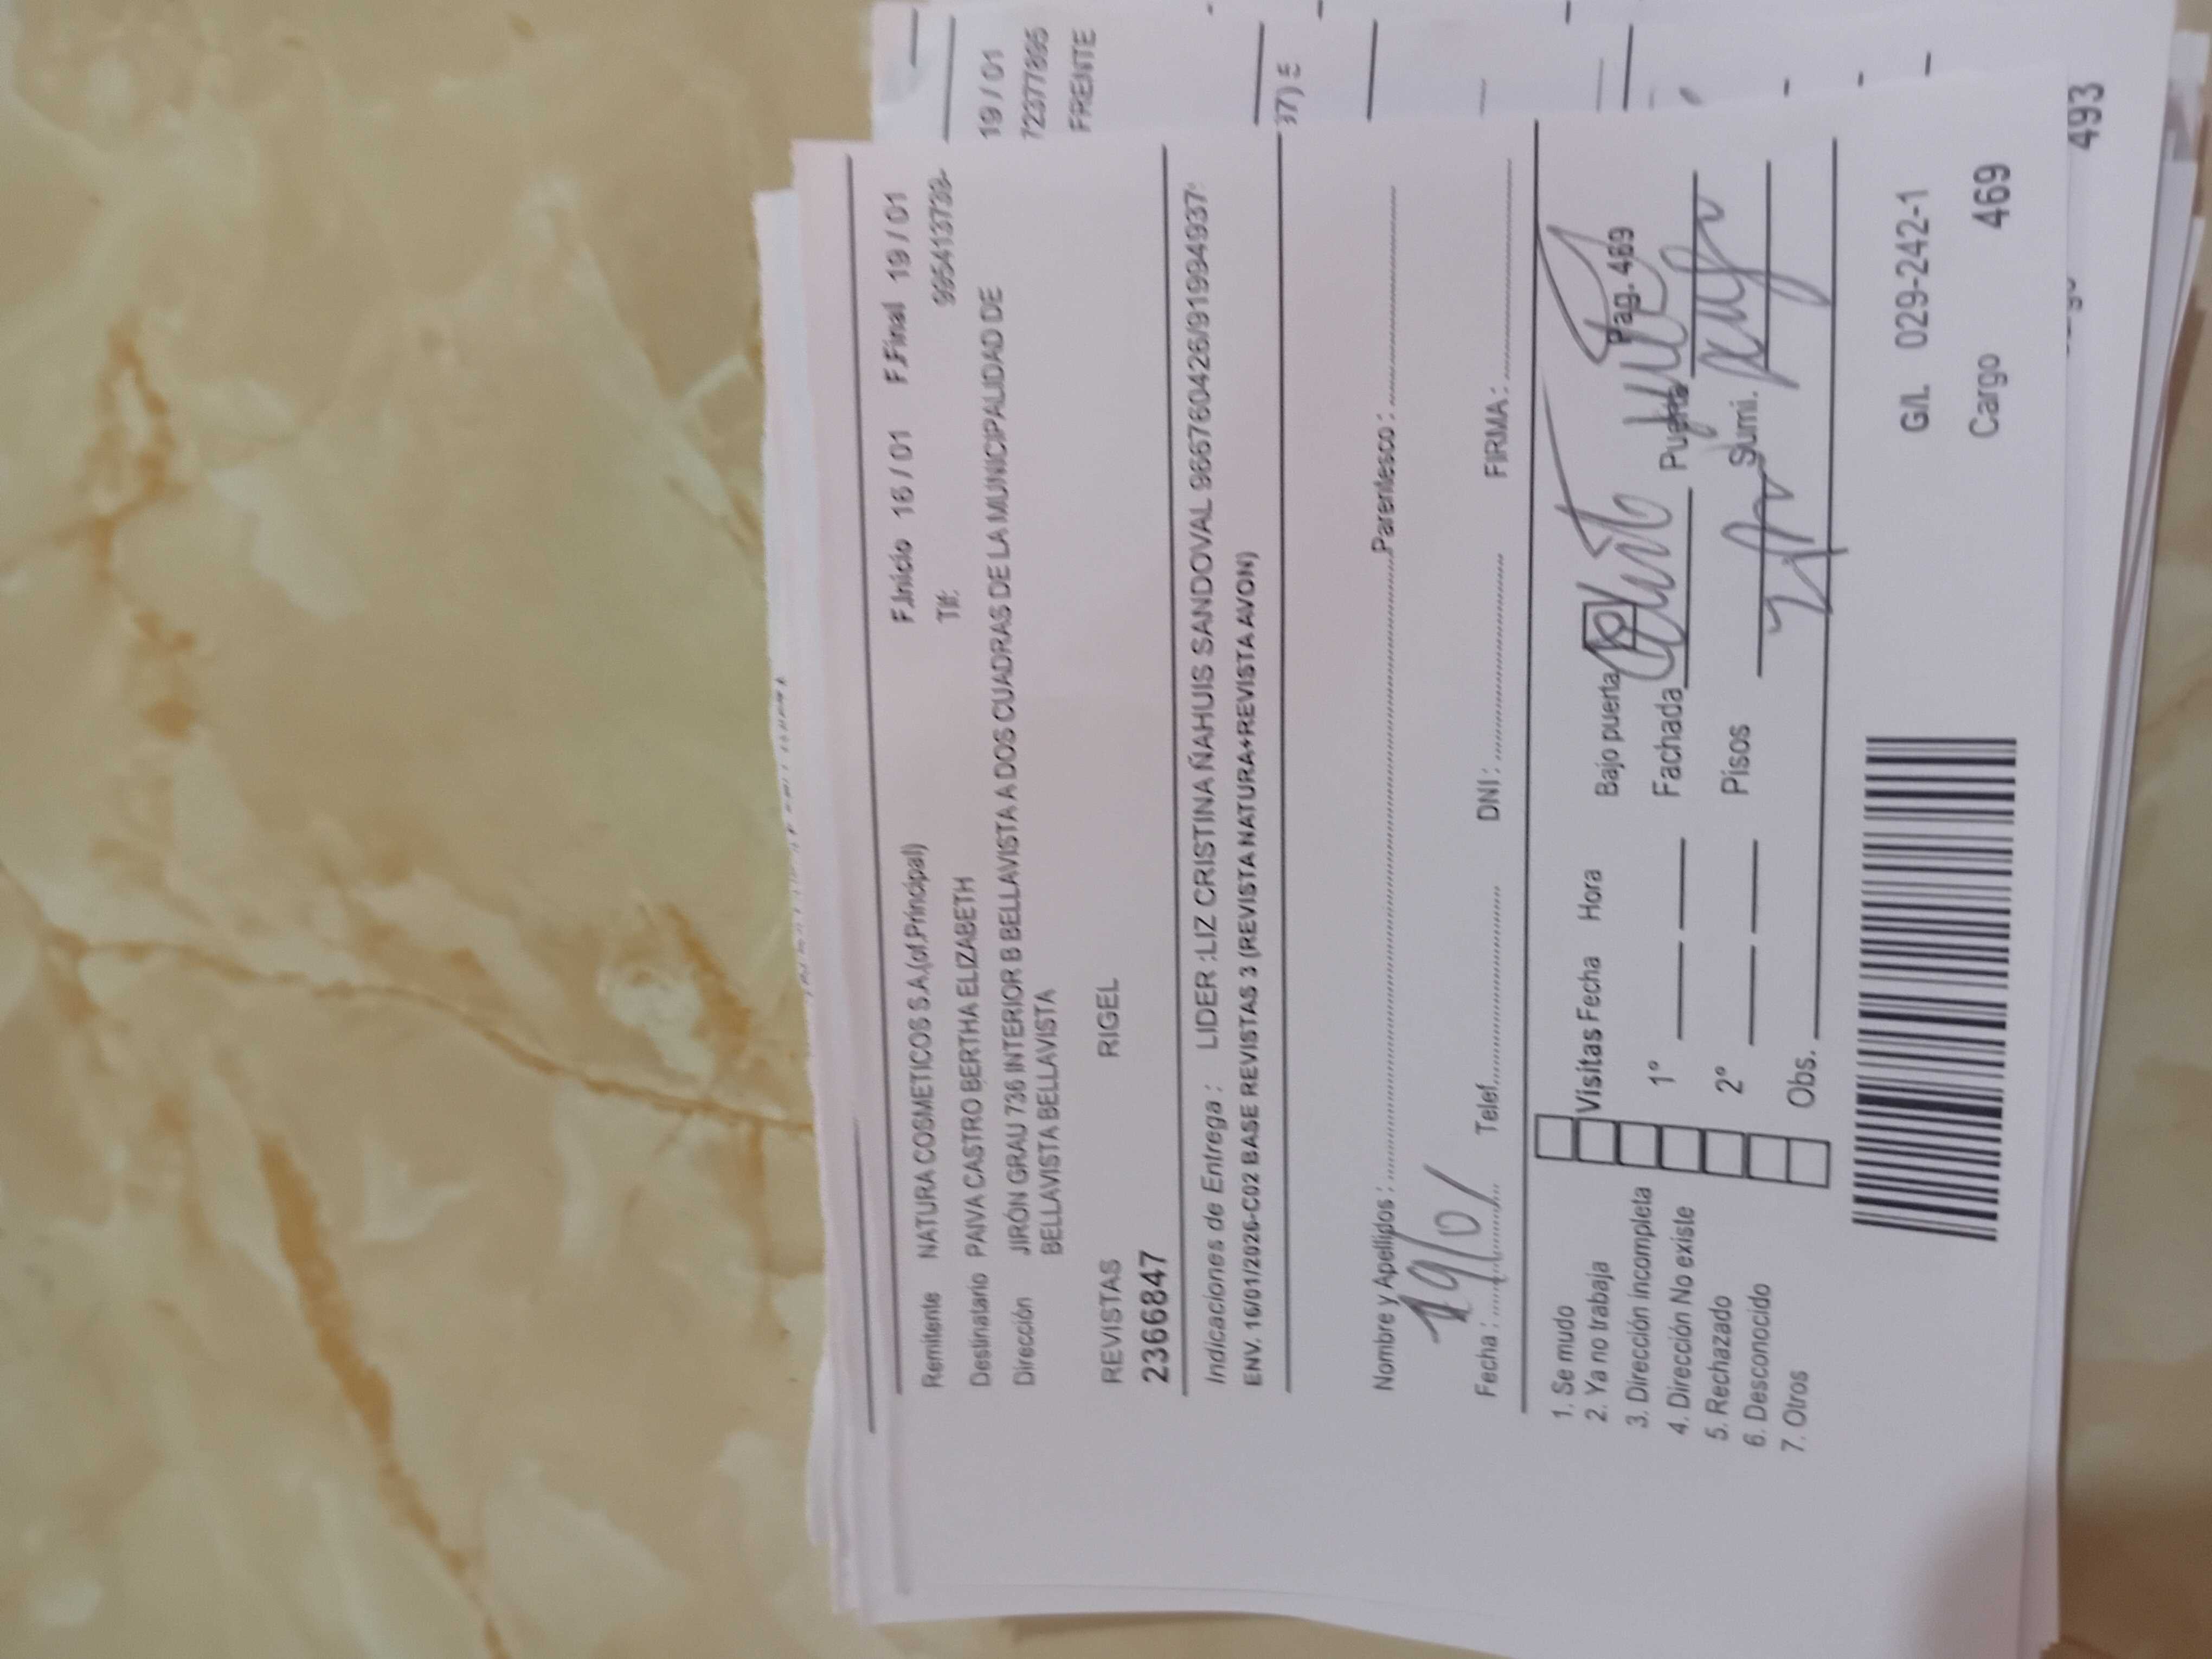 F.Inicio 16 / 01 F.Final 19 / 01
Remitente NATURA COSMETICOS S.A.(of.Principal) Tlf. 995413739-
Destinatario PAIVA CASTRO BERTHA ELIZABETH
Dirección JIRÓN GRAU 736 INTERIOR B BELLAVISTA A DOS CUADRAS DE LA MUNICIPALIDAD DE
BELLAVISTA BELLAVISTA
REVISTAS RIGEL
2366847
Indicaciones de Entrega : LIDER :LIZ CRISTINA ÑAHUIS SANDOVAL 966760426/91994937
ENV. 16/01/2026-C02 BASE REVISTAS 3 (REVISTA NATURA+REVISTA AVON)
Nombre y Apellidos : Parentesco :
19/01
Fecha : Telef. DNI : FIRMA :
1. Se mudo
2. Ya no trabaja
3. Dirección incompleta
4. Dirección No existe
5. Rechazado
6. Desconocido
7. Otros
Visitas Fecha Hora Bajo puerta Pag. 469
1° Fachada Puerta
2° Pisos Sumi.
Obs.
G/L 029-242-1
Cargo 469
19 / 01
72377895
FRENTE
37) E
493